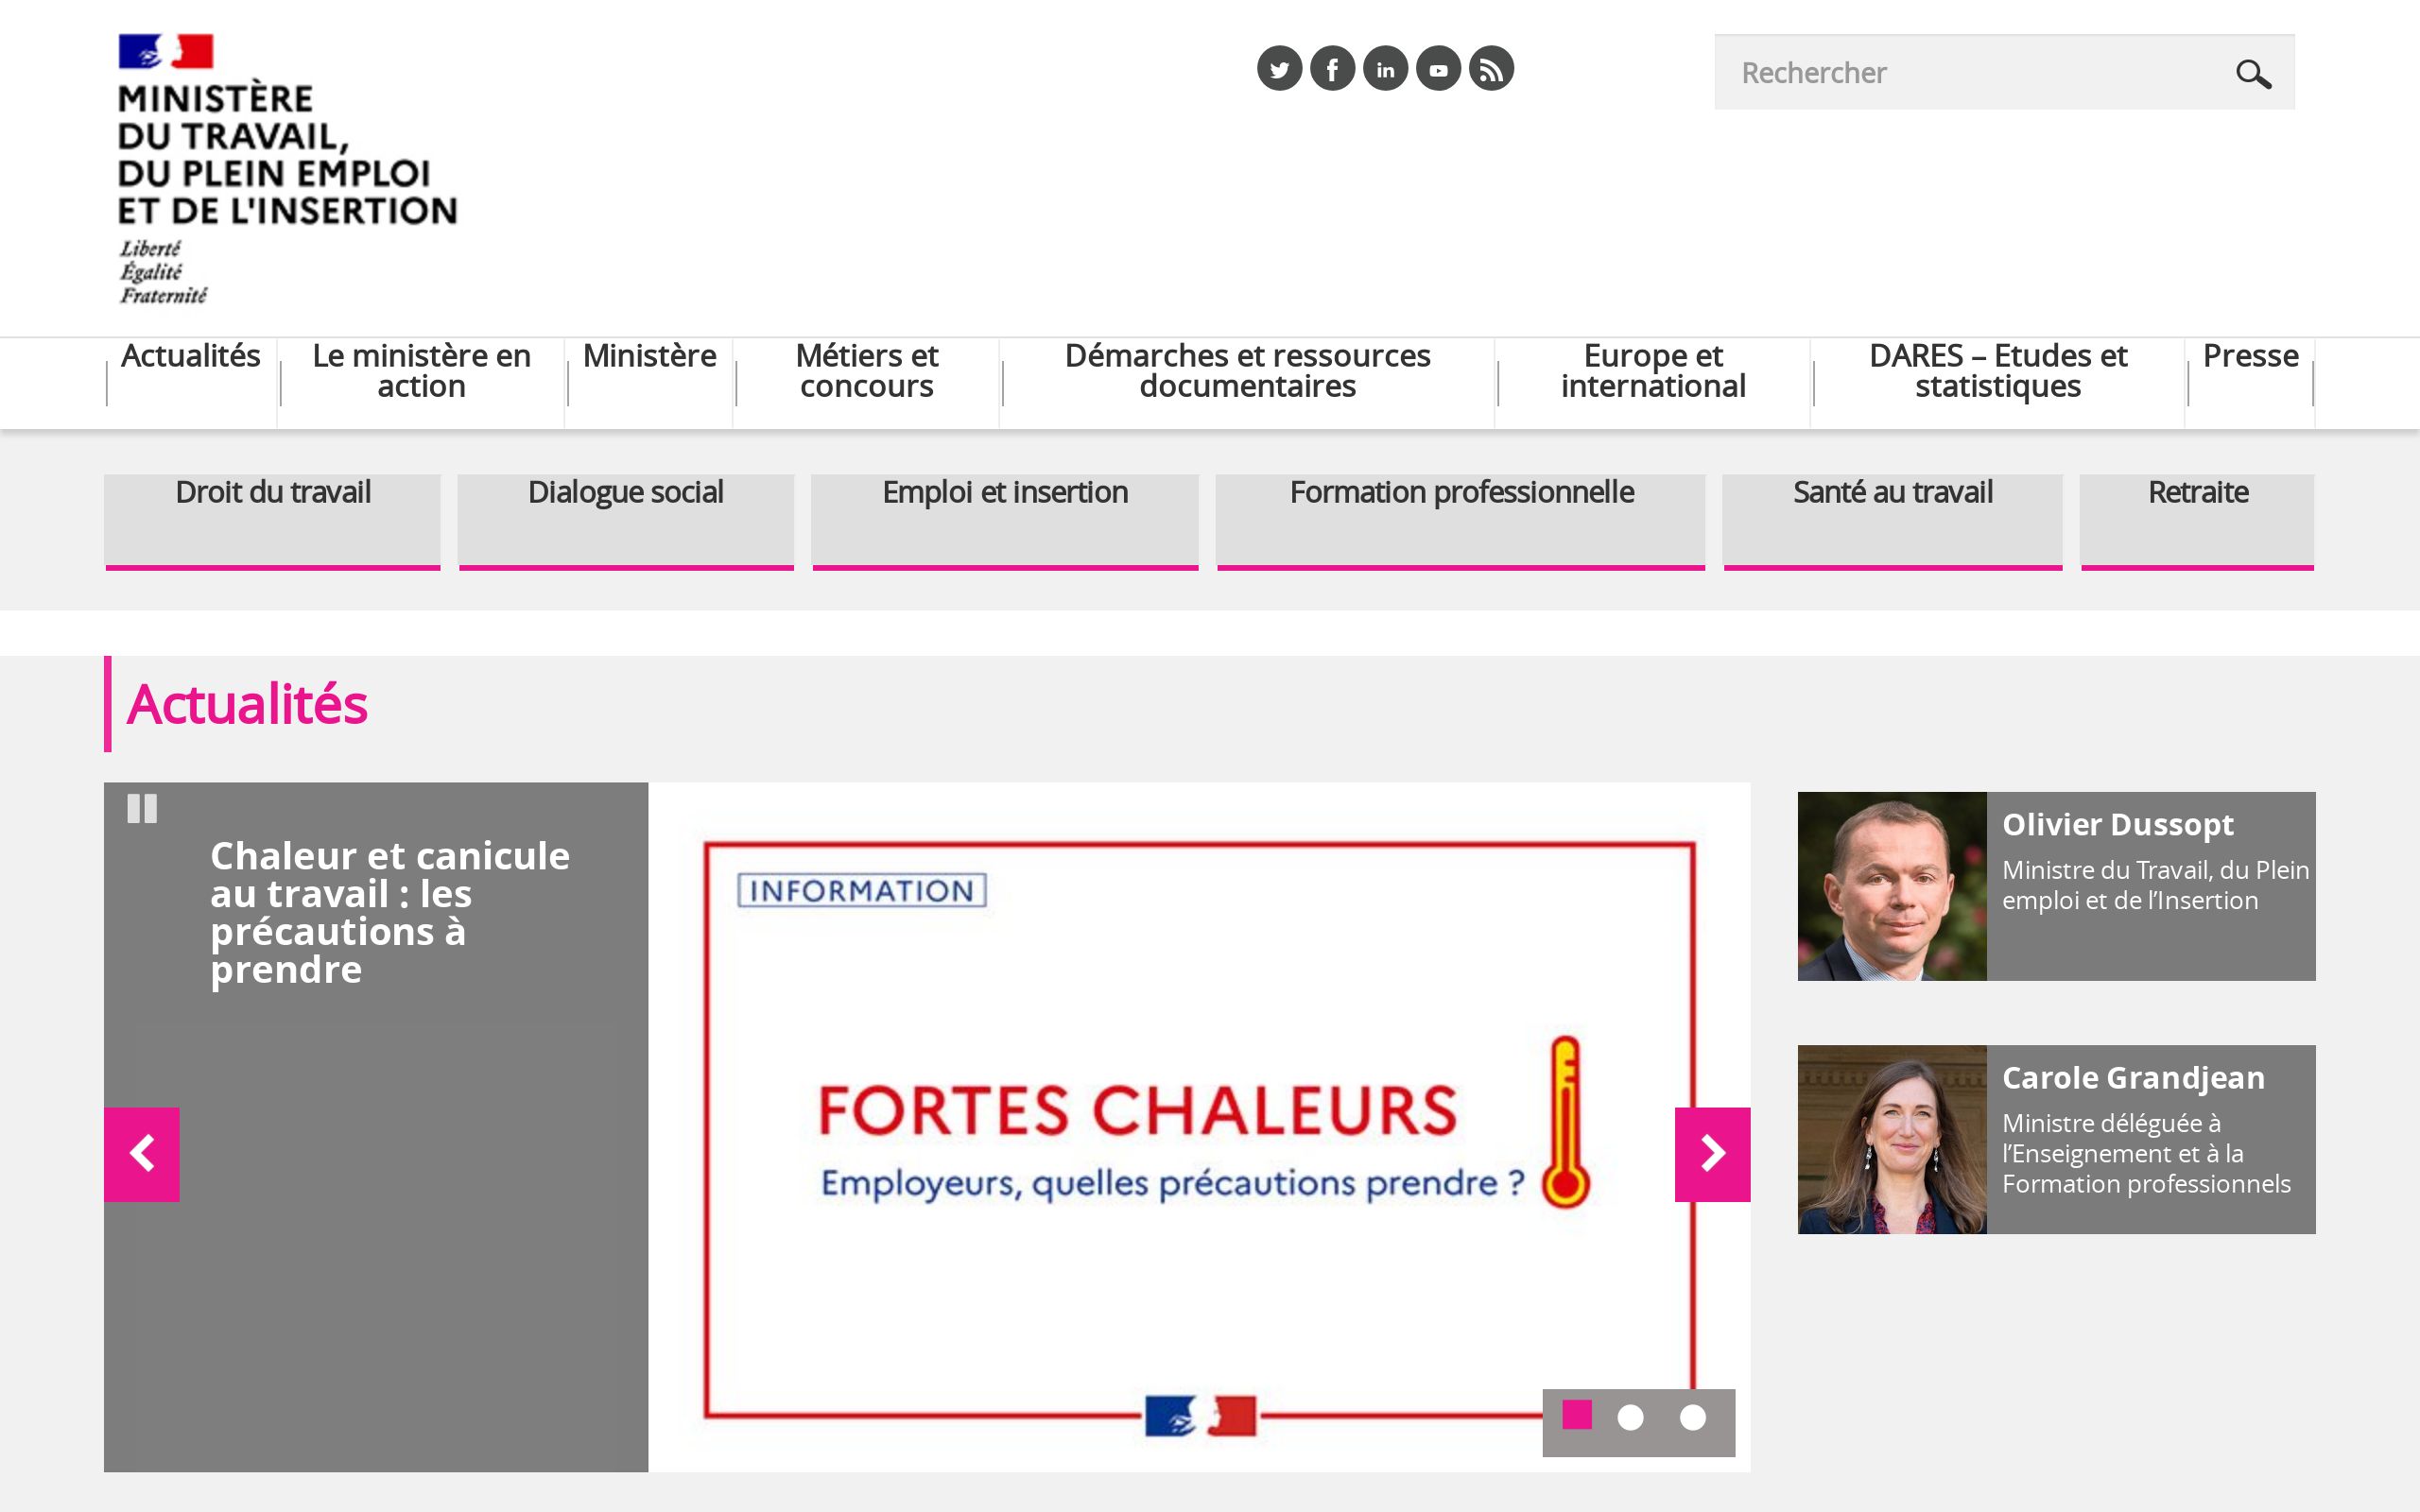 MINISTÈRE
DU TRAVAIL,
DU PLEIN EMPLOI
ET DE L'INSERTION
Liberté
Égalité
Fraternité
Rechercher
Actualités
Le ministère en
action
Ministère
Métiers et
concours
Démarches et ressources
documentaires
Europe et
international
DARES – Etudes et
statistiques
Presse
Droit du travail
Dialogue social
Emploi et insertion
Formation professionnelle
Santé au travail
Retraite
Actualités
Chaleur et canicule
au travail : les
précautions à
prendre
INFORMATION
FORTES CHALEURS
Employeurs, quelles précautions prendre ?
Olivier Dussopt
Ministre du Travail, du Plein
emploi et de l’Insertion
Carole Grandjean
Ministre déléguée à
l’Enseignement et à la
Formation professionnels